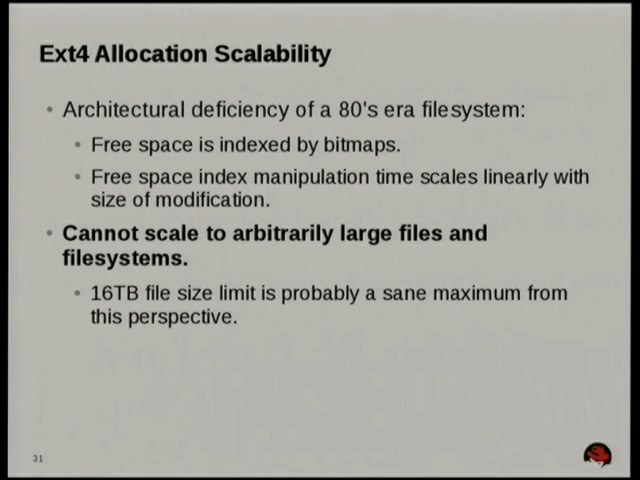 Ext4 Allocation Scalability
• Architectural deficiency of a 80's era filesystem:
• Free space is indexed by bitmaps.
• Free space index manipulation time scales linearly with
size of modification.
• Cannot scale to arbitrarily large files and
filesystems.
• 16TB file size limit is probably a sane maximum from
this perspective.
31